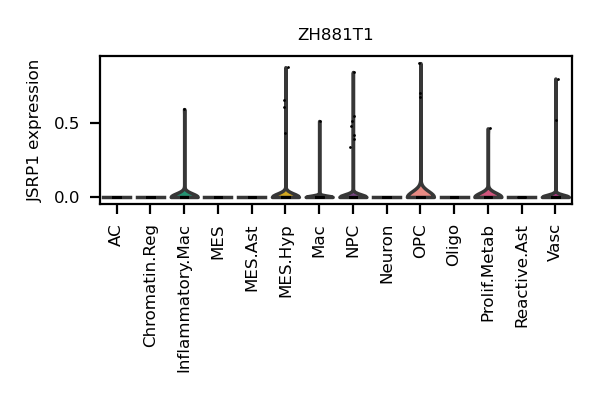 ZH881T1
JSRP1 expression
0.5
0.0
AC
Chromatin.Reg
Inflammatory.Mac
MES
MES.Ast
MES.Hyp
Mac
NPC
Neuron
OPC
Oligo
Prolif.Metab
Reactive.Ast
Vasc